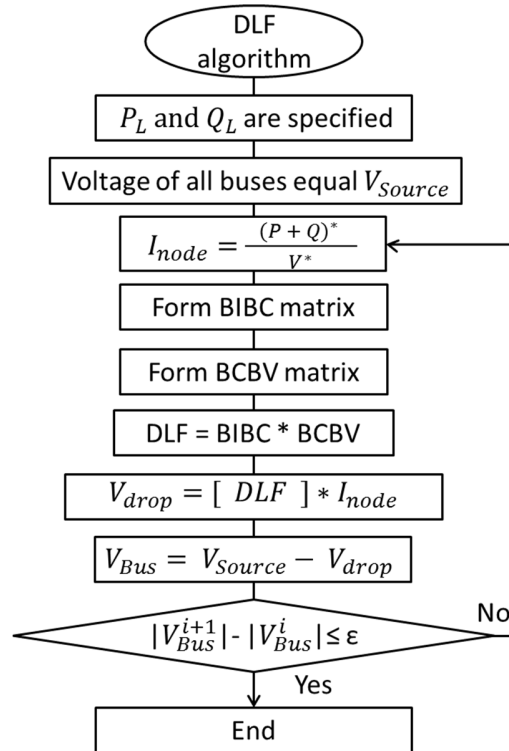 DLF
algorithm
P_L and Q_L are specified
Voltage of all buses equal V_Source
I_node = (P + Q)^* / V^*
Form BIBC matrix
Form BCBV matrix
DLF = BIBC * BCBV
V_drop = [ DLF ] * I_node
V_Bus = V_Source − V_drop
|V_Bus^{i+1}| - |V_Bus^i| ≤ ε
No
Yes
End